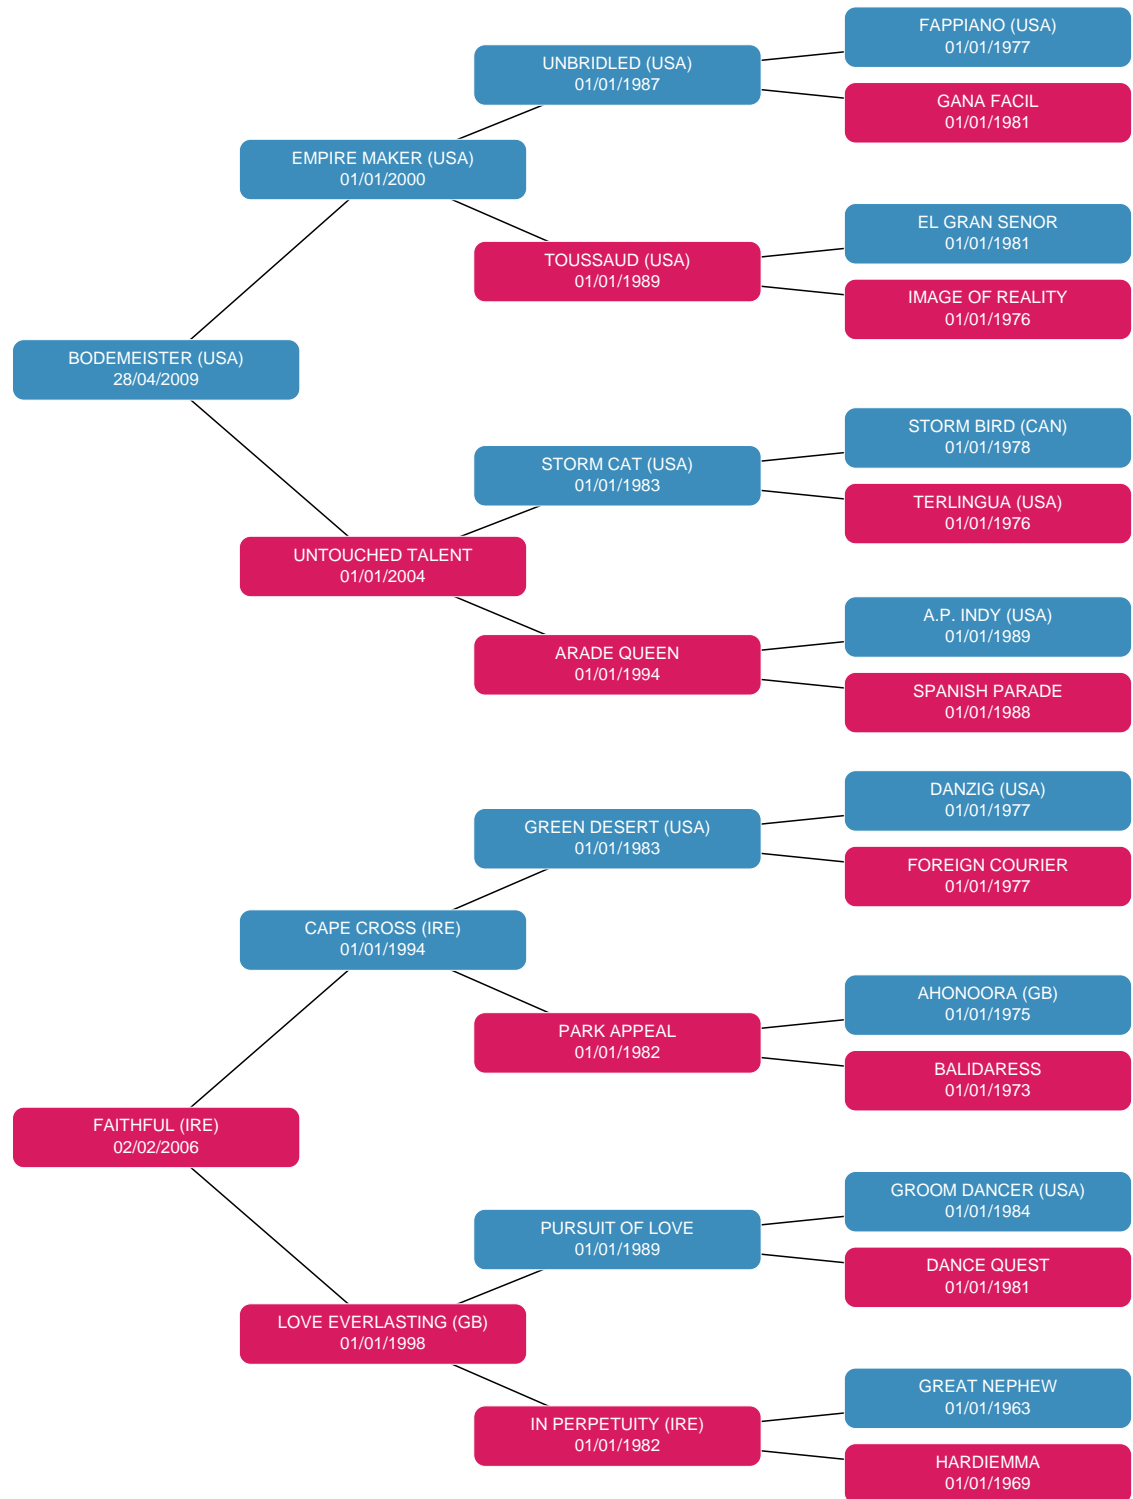 FAPPIANO (USA)
01/01/1977
UNBRIDLED (USA)
01/01/1987
GANA FACIL
01/01/1981
EMPIRE MAKER (USA)
01/01/2000
EL GRAN SENOR
01/01/1981
TOUSSAUD (USA)
01/01/1989
IMAGE OF REALITY
01/01/1976
BODEMEISTER (USA)
28/04/2009
STORM BIRD (CAN)
01/01/1978
STORM CAT (USA)
01/01/1983
TERLINGUA (USA)
01/01/1976
UNTOUCHED TALENT
01/01/2004
A.P. INDY (USA)
01/01/1989
ARADE QUEEN
01/01/1994
SPANISH PARADE
01/01/1988
DANZIG (USA)
01/01/1977
GREEN DESERT (USA)
01/01/1983
FOREIGN COURIER
01/01/1977
CAPE CROSS (IRE)
01/01/1994
AHONOORA (GB)
01/01/1975
PARK APPEAL
01/01/1982
BALIDARESS
01/01/1973
FAITHFUL (IRE)
02/02/2006
GROOM DANCER (USA)
01/01/1984
PURSUIT OF LOVE
01/01/1989
DANCE QUEST
01/01/1981
LOVE EVERLASTING (GB)
01/01/1998
GREAT NEPHEW
01/01/1963
IN PERPETUITY (IRE)
01/01/1982
HARDIEMMA
01/01/1969